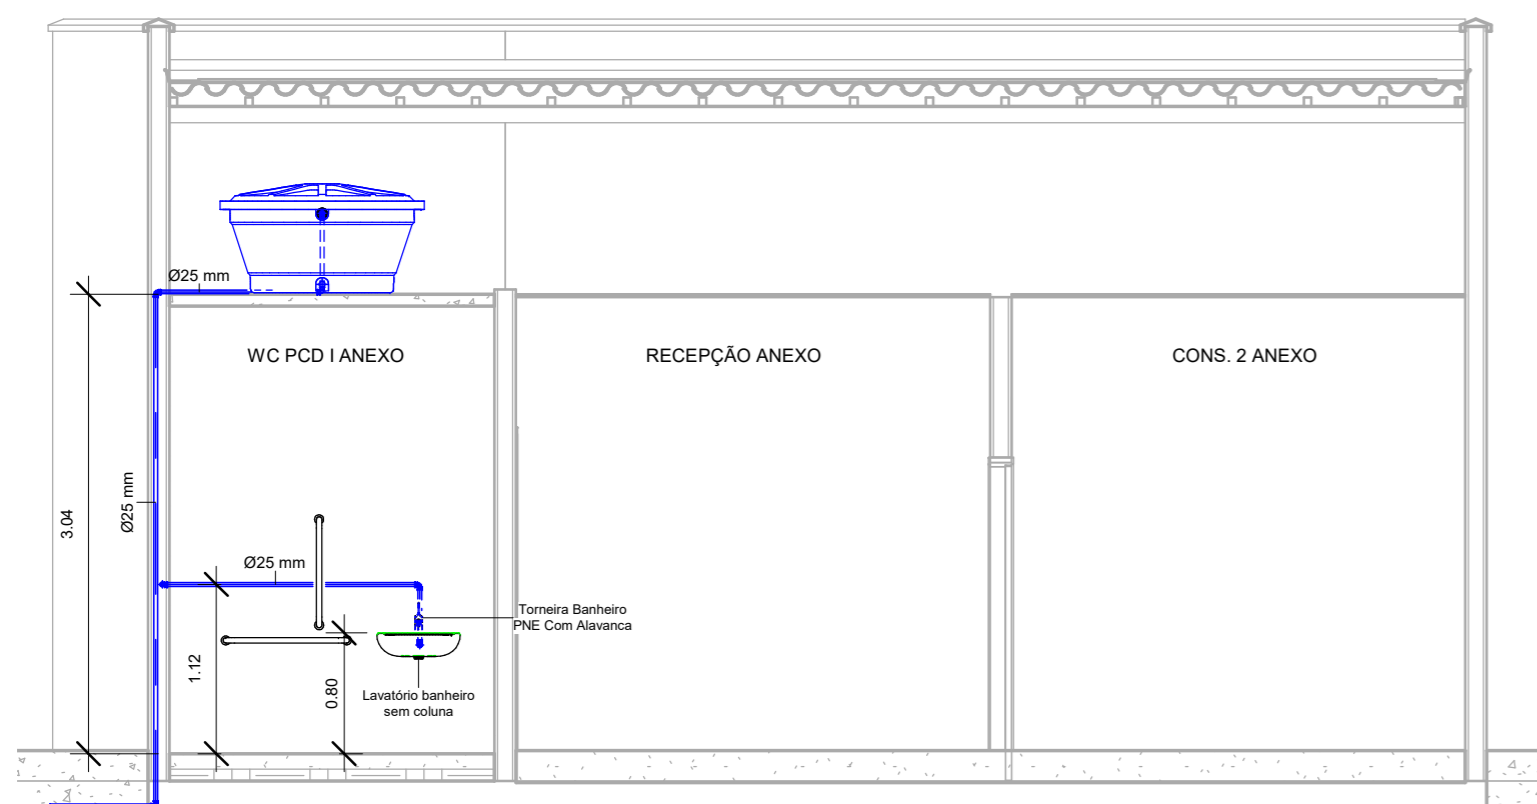 Ø25 mm
WC PCD I ANEXO
RECEPÇÃO ANEXO
CONS. 2 ANEXO
3.04
Ø25 mm
Ø25 mm
Torneira Banheiro
PNE Com Alavanca
1.12
0.80
Lavatório banheiro
sem coluna